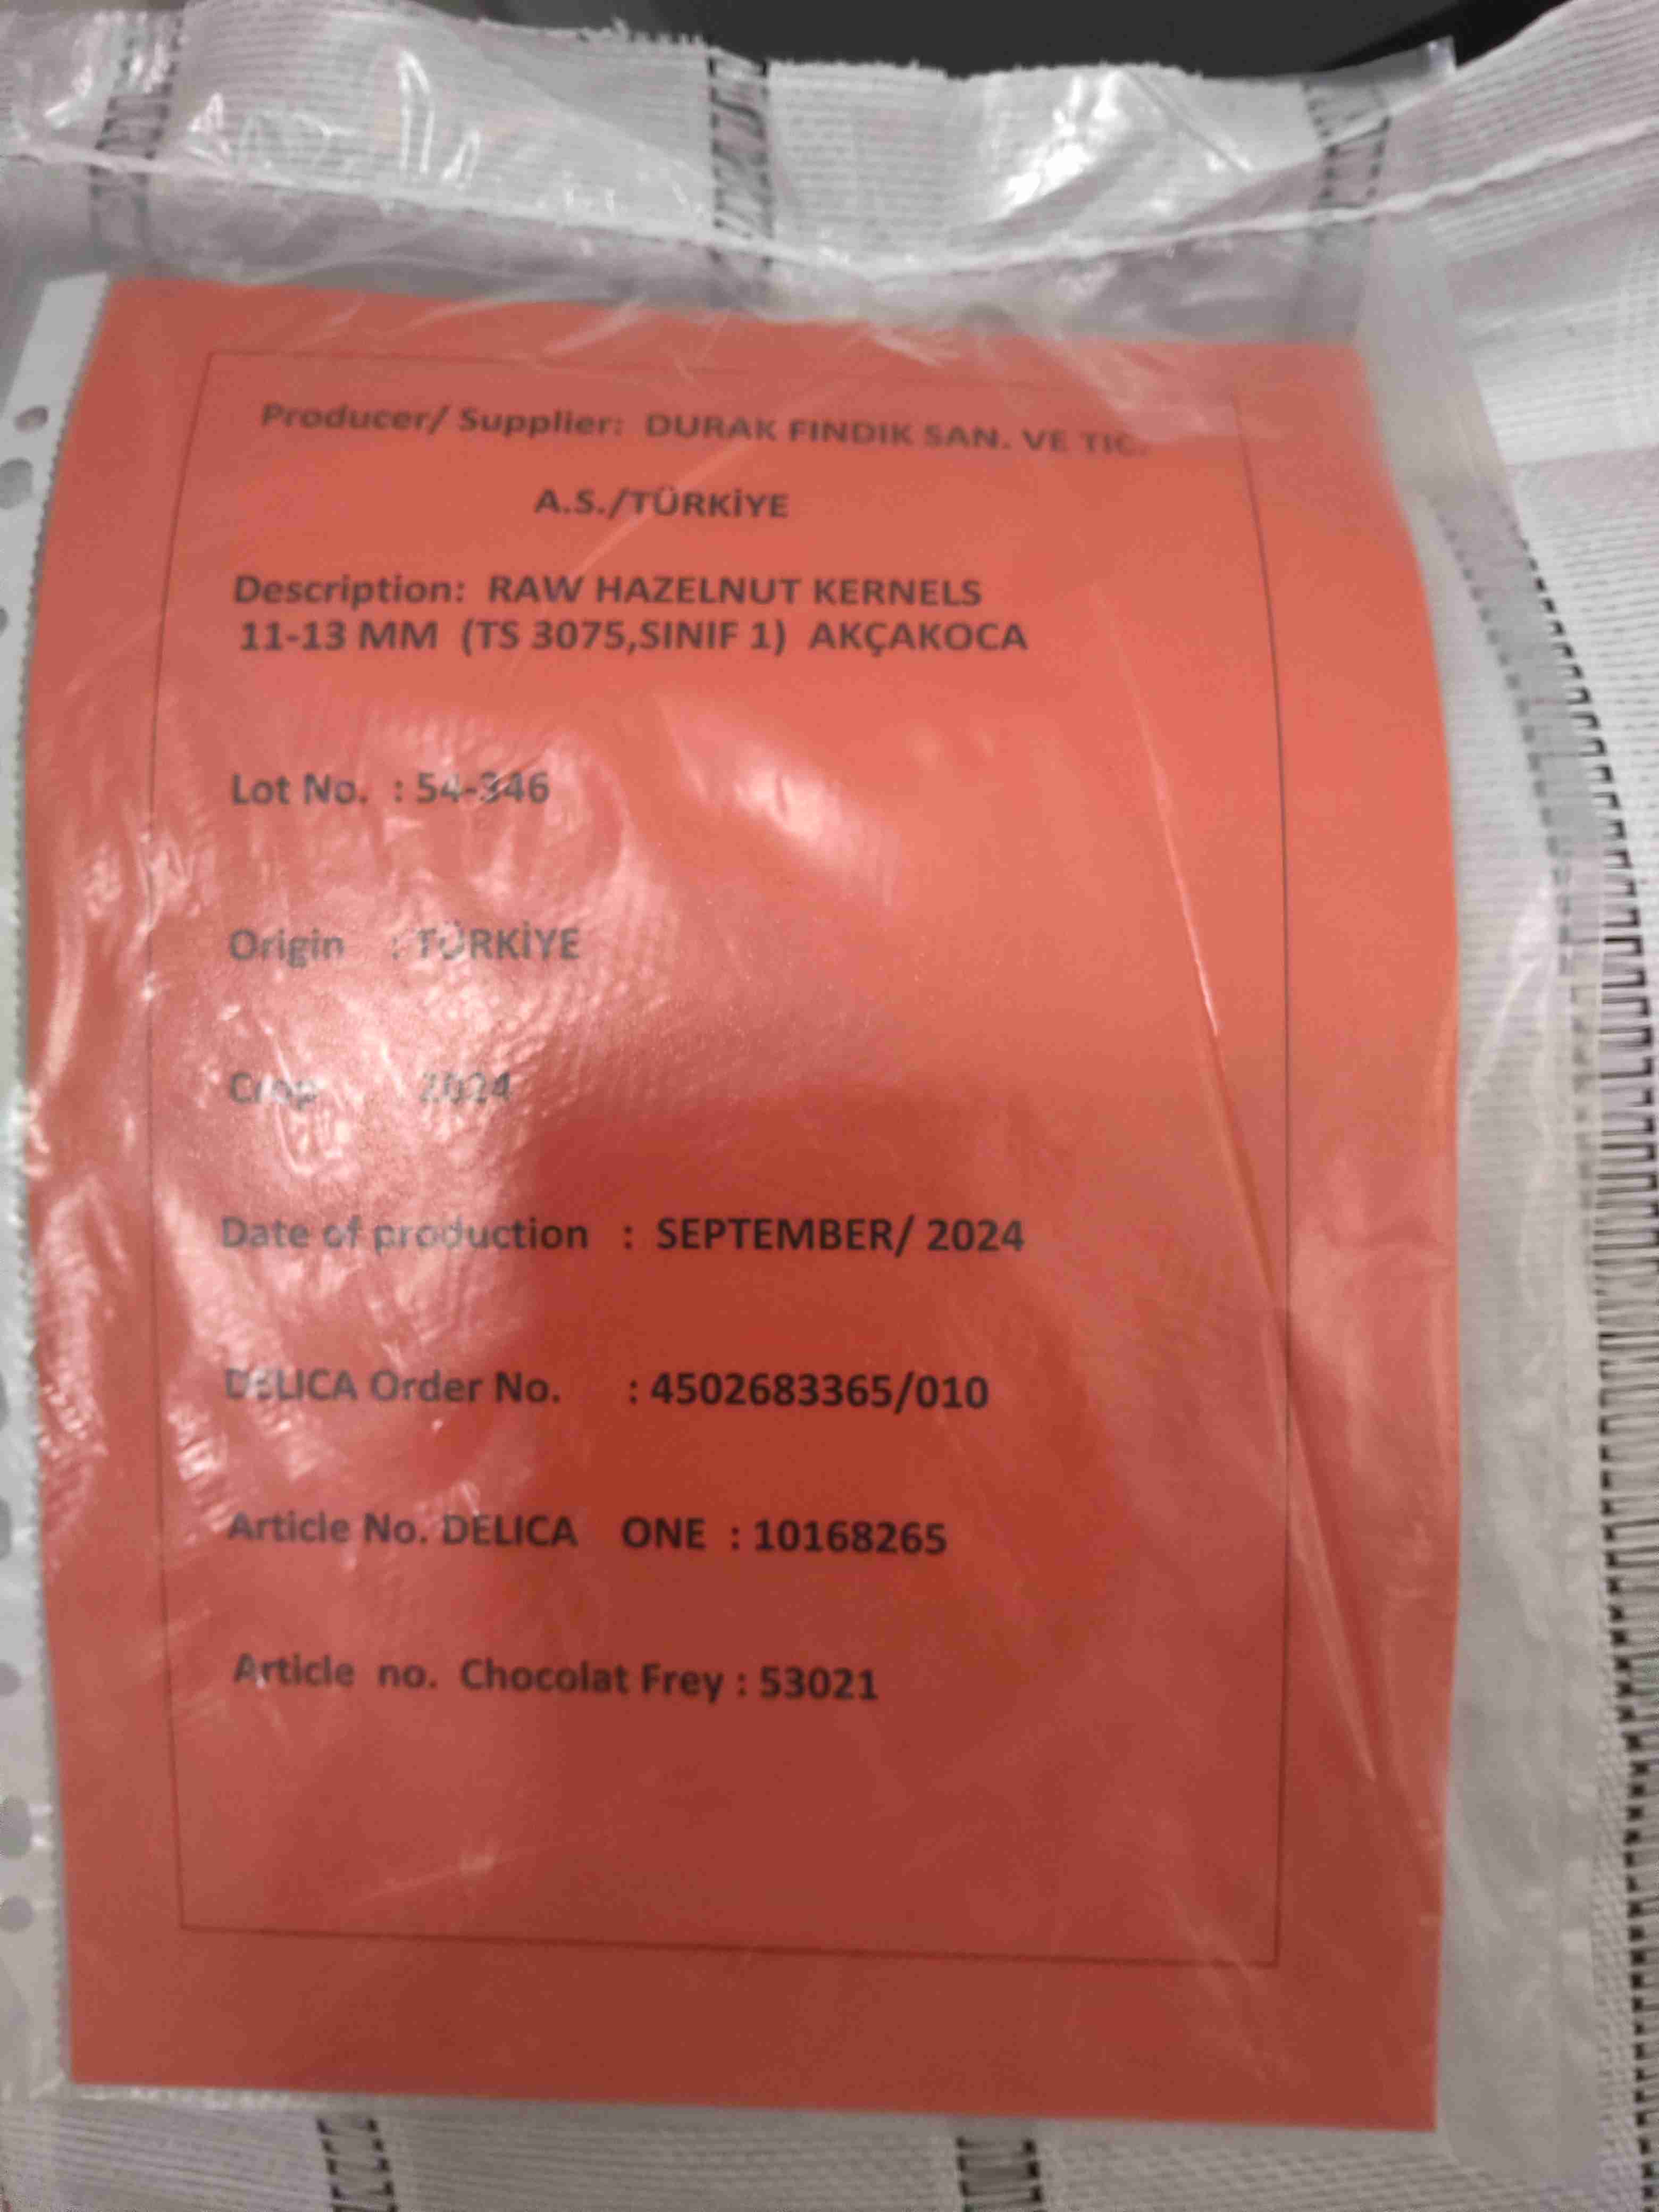 Producer/ Supplier: DURAK FINDIK SAN. VE TIC.
A.S./TÜRKİYE
Description: RAW HAZELNUT KERNELS
11-13 MM (TS 3075,SINIF 1) AKÇAKOCA
Lot No. : 54-346
Origin : TÜRKİYE
Crop : 2024
Date of production : SEPTEMBER/ 2024
DELICA Order No. : 4502683365/010
Article No. DELICA ONE : 10168265
Article no. Chocolat Frey : 53021